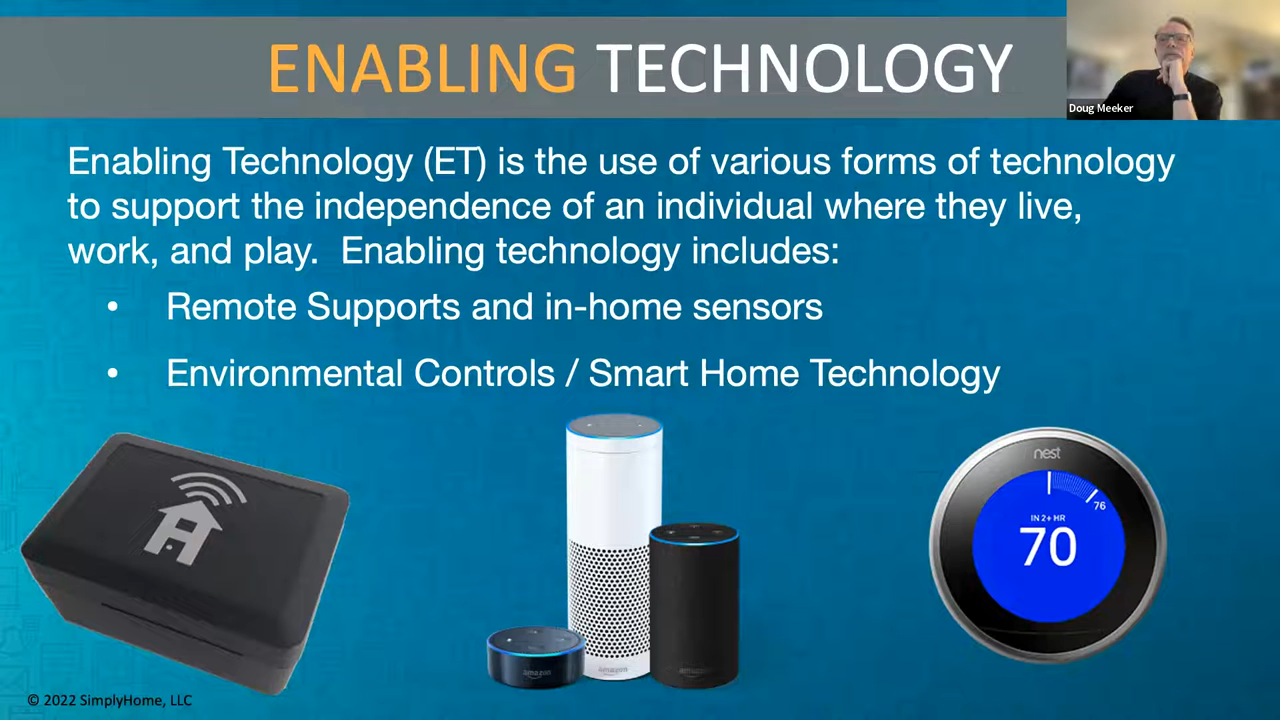 ENABLING TECHNOLOGY
Doug Meeker
Enabling Technology (ET) is the use of various forms of technology
to support the independence of an individual where they live,
work, and play.  Enabling technology includes:
• Remote Supports and in-home sensors
• Environmental Controls / Smart Home Technology
nest
76
IN 2+ HR
70
amazon
amazon
amazon
© 2022 SimplyHome, LLC